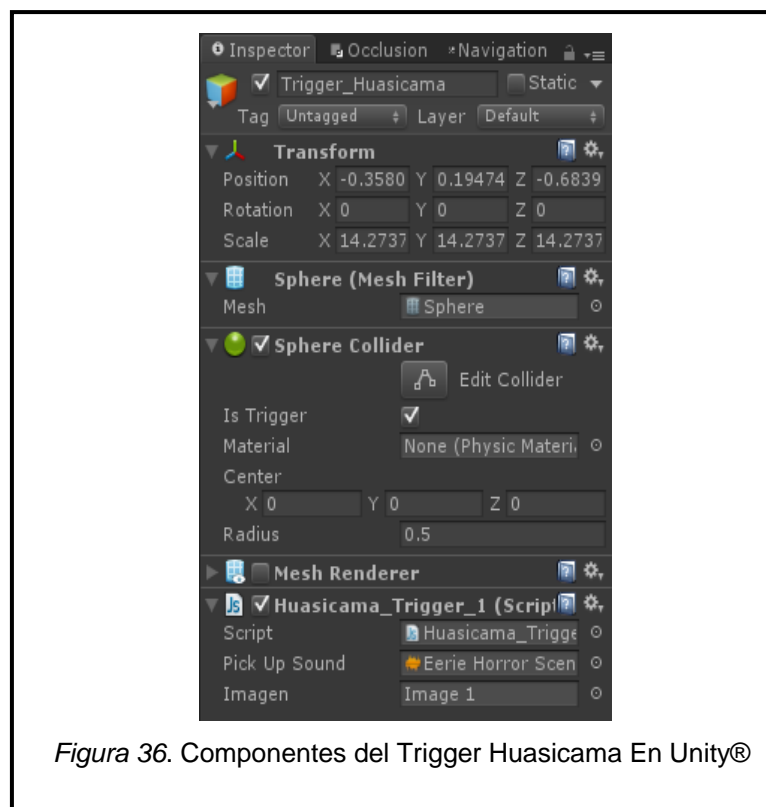 Inspector Occlusion Navigation
Trigger_Huasicama Static
Tag Untagged Layer Default
Transform
Position X -0.3580 Y 0.19474 Z -0.6839
Rotation X 0 Y 0 Z 0
Scale X 14.2737 Y 14.2737 Z 14.2737
Sphere (Mesh Filter)
Mesh Sphere
Sphere Collider
Edit Collider
Is Trigger
Material None (Physic Materi
Center
X 0 Y 0 Z 0
Radius 0.5
Mesh Renderer
Js Huasicama_Trigger_1 (Script
Script Huasicama_Trigge
Pick Up Sound Eerie Horror Scen
Imagen Image 1
Figura 36. Componentes del Trigger Huasicama En Unity®